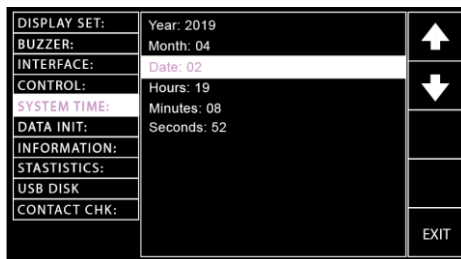 DISPLAY SET:
BUZZER:
INTERFACE:
CONTROL:
SYSTEM TIME:
DATA INIT:
INFORMATION:
STASTISTICS:
USB DISK
CONTACT CHK:
Year: 2019
Month: 04
Date: 02
Hours: 19
Minutes: 08
Seconds: 52
EXIT